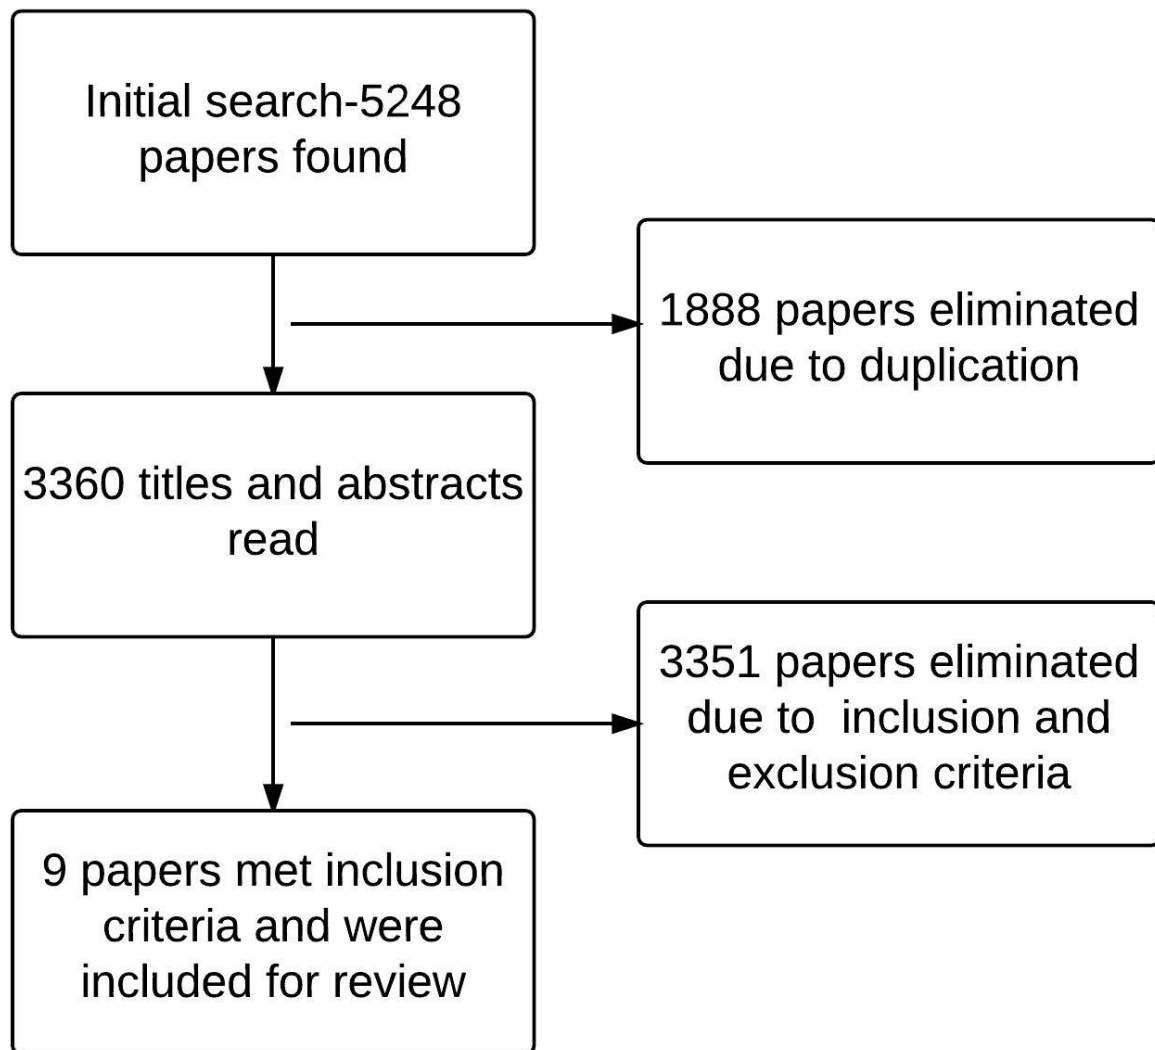 Initial search-5248
papers found
1888 papers eliminated
due to duplication
3360 titles and abstracts
read
3351 papers eliminated
due to  inclusion and
exclusion criteria
9 papers met inclusion
criteria and were
included for review